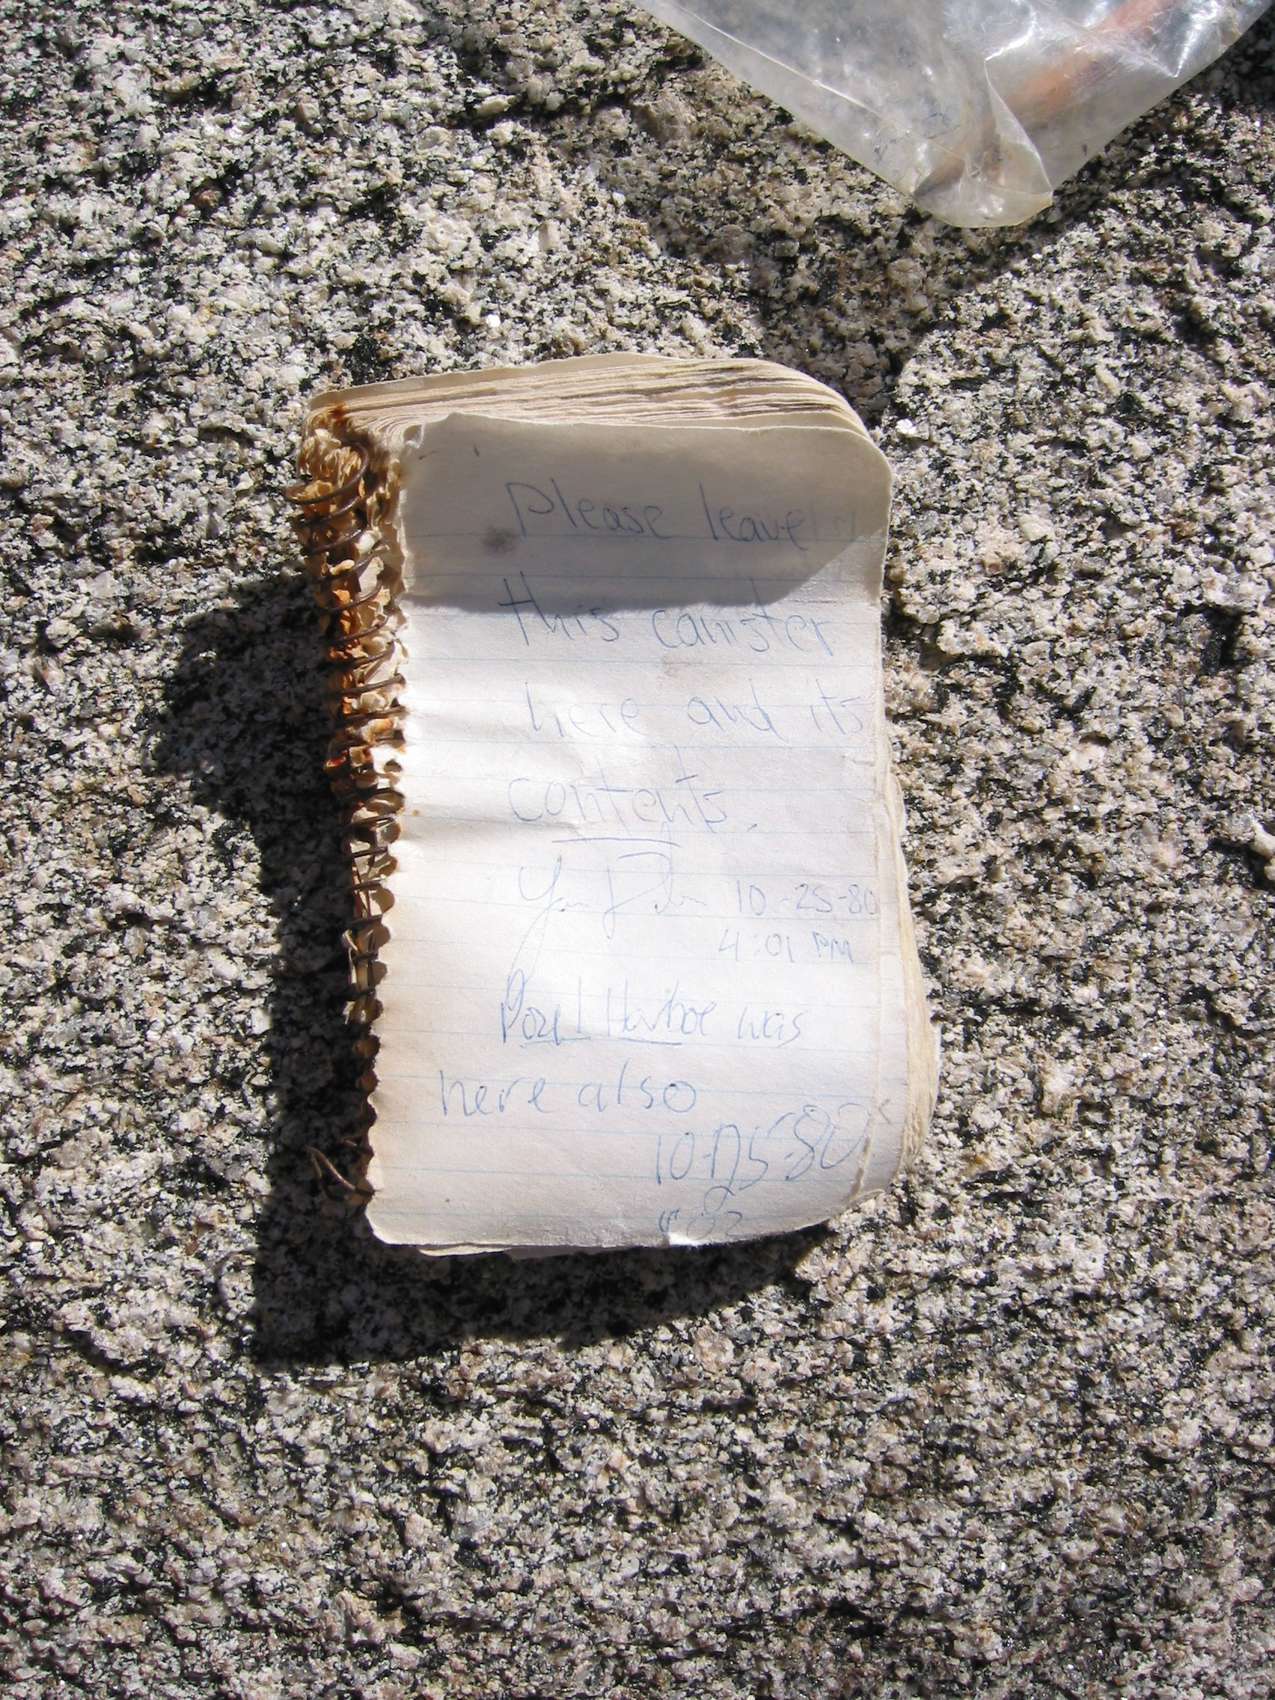 Please leave
this canister
here and its
contents.
10-25-80
4:01 PM
was
here also
10-25-80